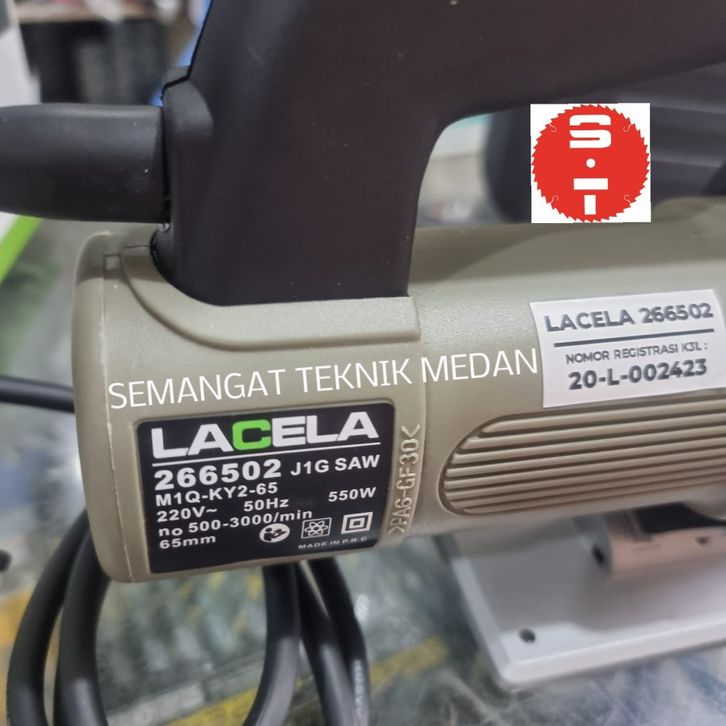 S.T
LACELA 266502
NOMOR REGISTRASI K3L :
20-L-002423
SEMANGAT TEKNIK MEDAN
LACELA
266502 J1G SAW
M1Q-KY2-65
220V~ 50Hz 550W
no 500-3000/min
65mm
MADE IN P.R.C
>PA6-GF30<